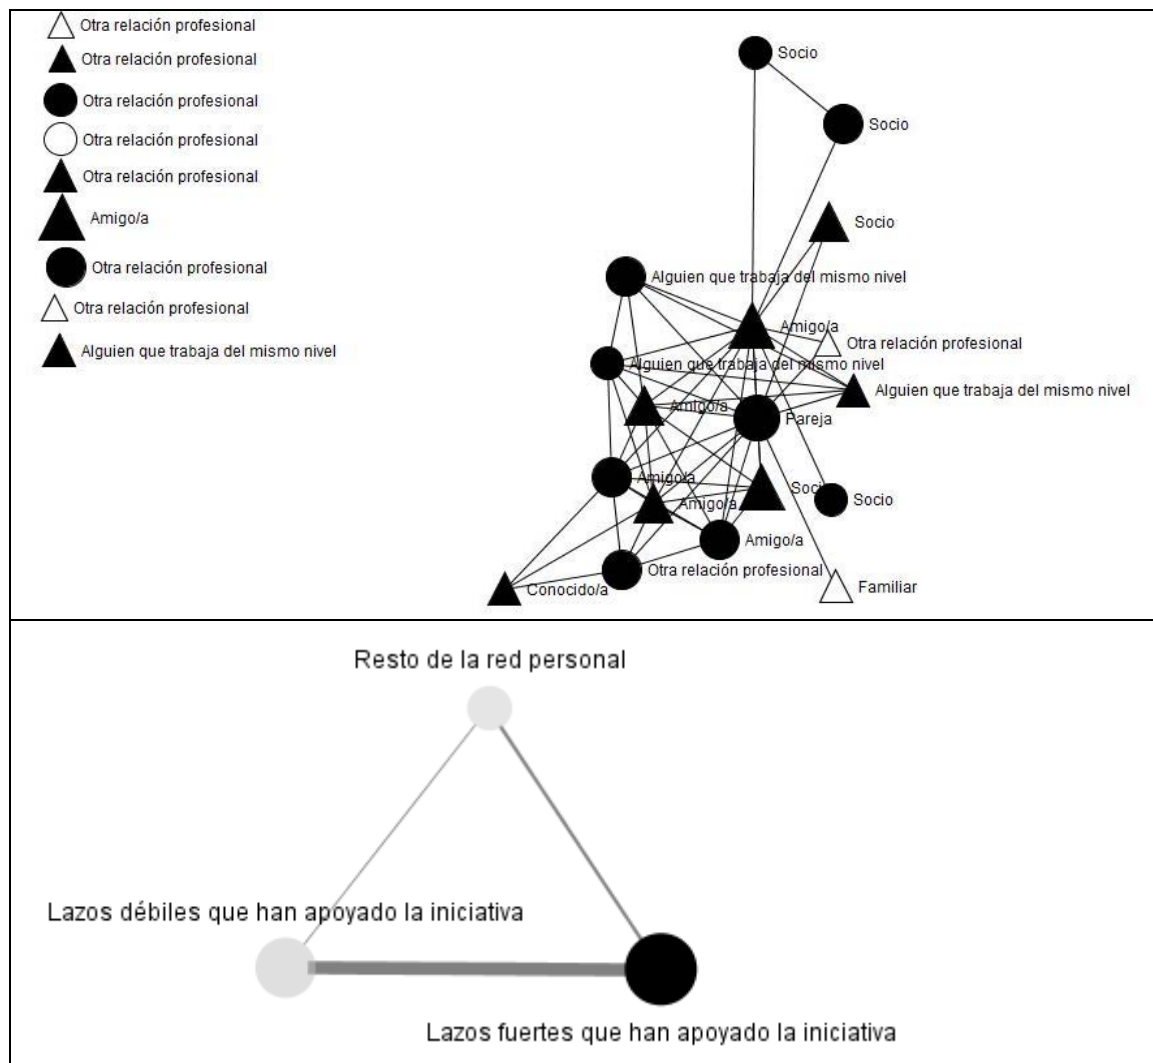 Otra relación profesional
Otra relación profesional
Otra relación profesional
Otra relación profesional
Otra relación profesional
Amigo/a
Otra relación profesional
Otra relación profesional
Alguien que trabaja del mismo nivel
Socio
Socio
Socio
Alguien que trabaja del mismo nivel
Amigo/a
Otra relación profesional
Alguien que trabaja del mismo nivel
Alguien que trabaja del mismo nivel
Amigo/a
Pareja
Amigo/a
Socio
Socio
Amigo/a
Amigo/a
Otra relación profesional
Conocido/a
Familiar
Resto de la red personal
Lazos débiles que han apoyado la iniciativa
Lazos fuertes que han apoyado la iniciativa